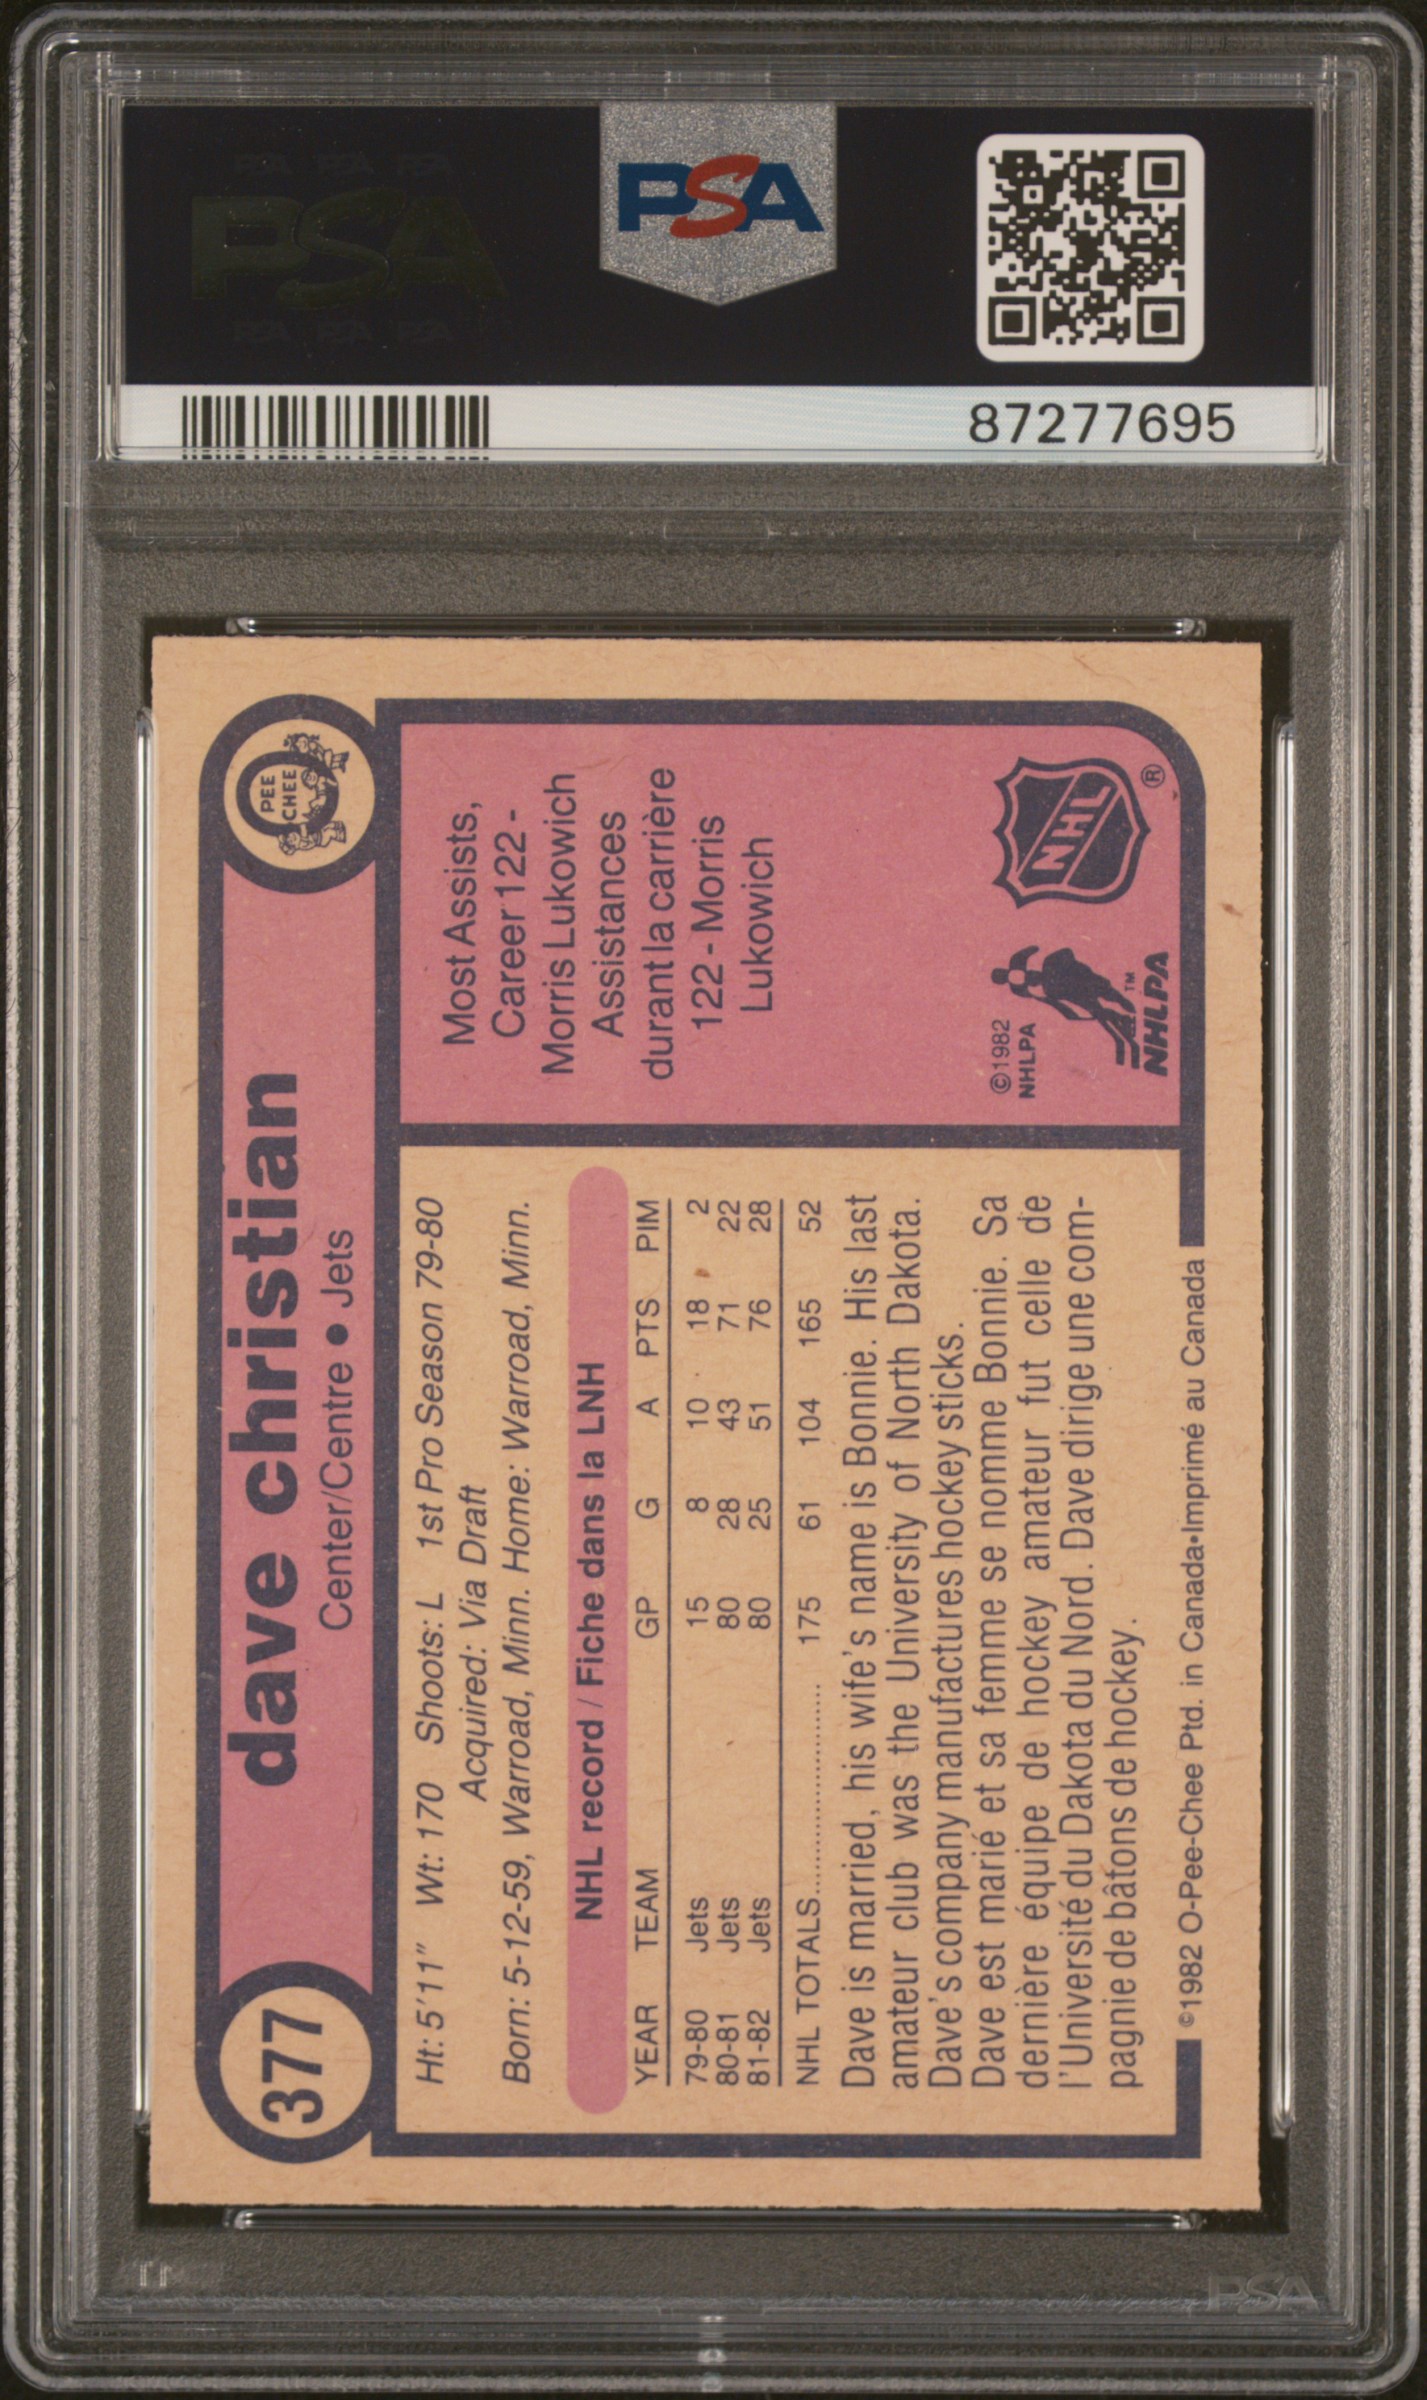 PSA
PSA PSA PSA
PSA
PSA PSA PSA
87277695
377
dave christian
Center/Centre • Jets
O
PEE
CHEE
Ht: 5'11" Wt: 170 Shoots: L 1st Pro Season 79-80
Acquired: Via Draft
Born: 5-12-59, Warroad, Minn. Home: Warroad, Minn.
NHL record / Fiche dans la LNH
YEAR TEAM GP G A PTS PIM
79-80 Jets 15 8 10 18 2
80-81 Jets 80 28 43 71 22
81-82 Jets 80 25 51 76 28
NHL TOTALS.................... 175 61 104 165 52
Dave is married, his wife's name is Bonnie. His last
amateur club was the University of North Dakota.
Dave's company manufactures hockey sticks.
Dave est marié et sa femme se nomme Bonnie. Sa
dernière équipe de hockey amateur fut celle de
l'Université du Dakota du Nord. Dave dirige une com-
pagnie de bâtons de hockey.
©1982 O-Pee-Chee Ptd. in Canada•Imprimé au Canada
Most Assists,
Career 122 -
Morris Lukowich
Assistances
durant la carrière
122 - Morris
Lukowich
©1982
NHLPA
TM
NHLPA
NHL
®
PSA